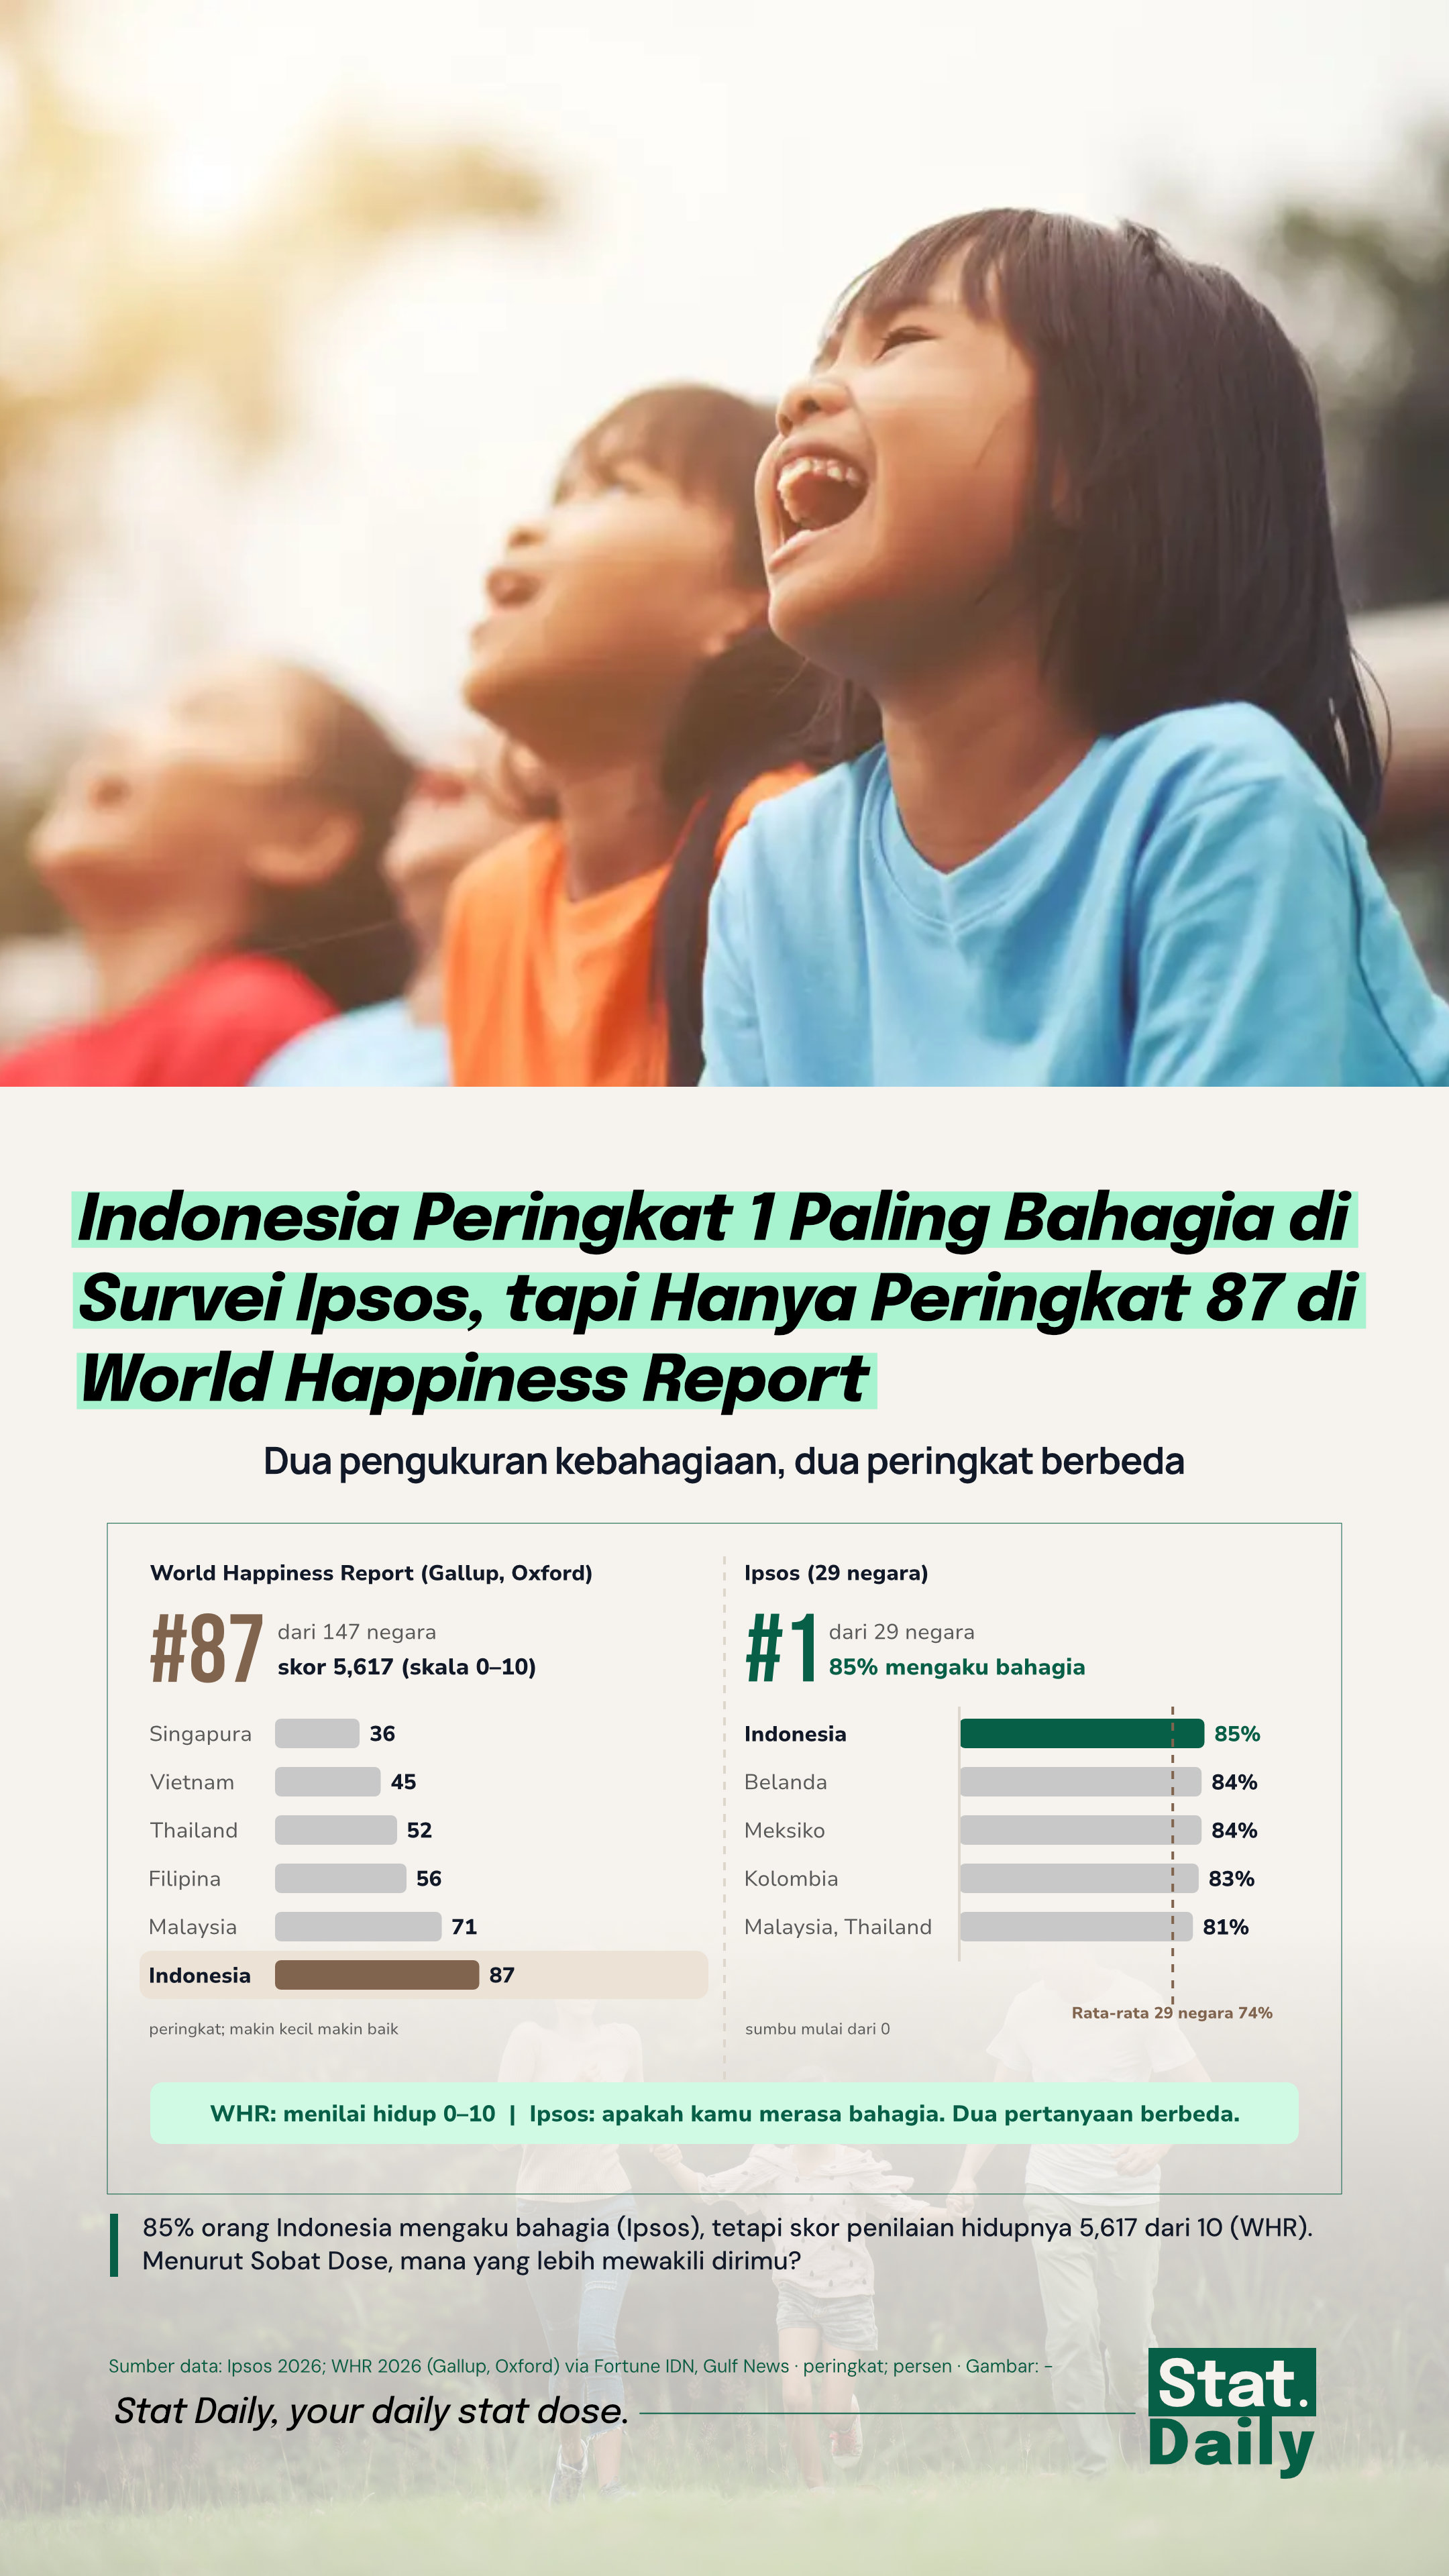 Indonesia Peringkat 1 Paling Bahagia di
Survei Ipsos, tapi Hanya Peringkat 87 di
World Happiness Report
Dua pengukuran kebahagiaan, dua peringkat berbeda
World Happiness Report (Gallup, Oxford)
#87
dari 147 negara
skor 5,617 (skala 0–10)
Singapura 36
Vietnam 45
Thailand 52
Filipina 56
Malaysia 71
Indonesia 87
peringkat; makin kecil makin baik
Ipsos (29 negara)
#1
dari 29 negara
85% mengaku bahagia
Indonesia 85%
Belanda 84%
Meksiko 84%
Kolombia 83%
Malaysia, Thailand 81%
Rata-rata 29 negara 74%
sumbu mulai dari 0
WHR: menilai hidup 0–10 | Ipsos: apakah kamu merasa bahagia. Dua pertanyaan berbeda.
85% orang Indonesia mengaku bahagia (Ipsos), tetapi skor penilaian hidupnya 5,617 dari 10 (WHR).
Menurut Sobat Dose, mana yang lebih mewakili dirimu?
Sumber data: Ipsos 2026; WHR 2026 (Gallup, Oxford) via Fortune IDN, Gulf News · peringkat; persen · Gambar: –
Stat Daily, your daily stat dose.
Stat.
Daily